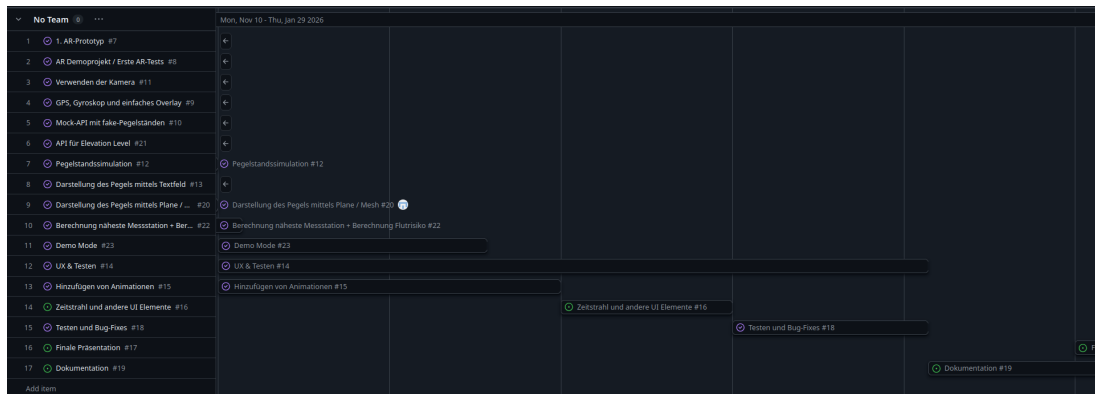 No Team 0 ...
Mon, Nov 10 - Thu, Jan 29 2026
1 1. AR-Prototyp #7
2 AR Demoprojekt / Erste AR-Tests #8
3 Verwenden der Kamera #11
4 GPS, Gyroskop und einfaches Overlay #9
5 Mock-API mit fake-Pegelständen #10
6 API für Elevation Level #21
7 Pegelstandssimulation #12 Pegelstandssimulation #12
8 Darstellung des Pegels mittels Textfeld #13
9 Darstellung des Pegels mittels Plane / ... #20 Darstellung des Pegels mittels Plane / Mesh #20
10 Berechnung näheste Messstation + Ber... #22 Berechnung näheste Messstation + Berechnung Flutrisiko #22
11 Demo Mode #23 Demo Mode #23
12 UX & Testen #14 UX & Testen #14
13 Hinzufügen von Animationen #15 Hinzufügen von Animationen #15
14 Zeitstrahl und andere UI Elemente #16 Zeitstrahl und andere UI Elemente #16
15 Testen und Bug-Fixes #18 Testen und Bug-Fixes #18
16 Finale Präsentation #17 F
17 Dokumentation #19 Dokumentation #19
Add item